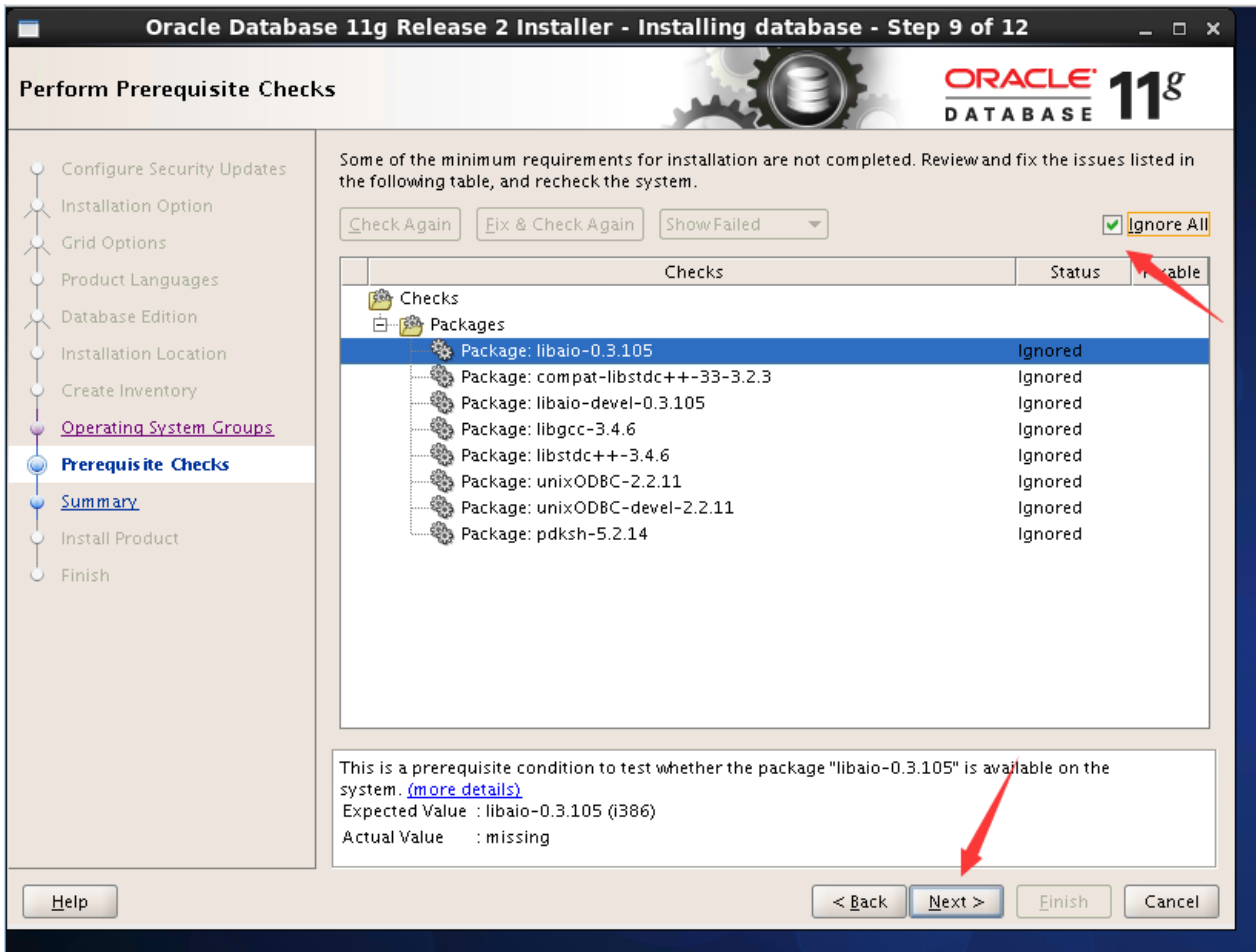 Oracle Database 11g Release 2 Installer - Installing database - Step 9 of 12
Perform Prerequisite Checks
ORACLE DATABASE 11g
Configure Security Updates
Installation Option
Grid Options
Product Languages
Database Edition
Installation Location
Create Inventory
Operating System Groups
Prerequisite Checks
Summary
Install Product
Finish
Some of the minimum requirements for installation are not completed. Review and fix the issues listed in
the following table, and recheck the system.
Check Again Fix & Check Again Show Failed Ignore All
Checks Status
Checks
Packages
Package: libaio-0.3.105 Ignored
Package: compat-libstdc++-33-3.2.3 Ignored
Package: libaio-devel-0.3.105 Ignored
Package: libgcc-3.4.6 Ignored
Package: libstdc++-3.4.6 Ignored
Package: unixODBC-2.2.11 Ignored
Package: unixODBC-devel-2.2.11 Ignored
Package: pdksh-5.2.14 Ignored
This is a prerequisite condition to test whether the package "libaio-0.3.105" is available on the
system. (more details)
Expected Value : libaio-0.3.105 (i386)
Actual Value : missing
Help < Back Next > Finish Cancel